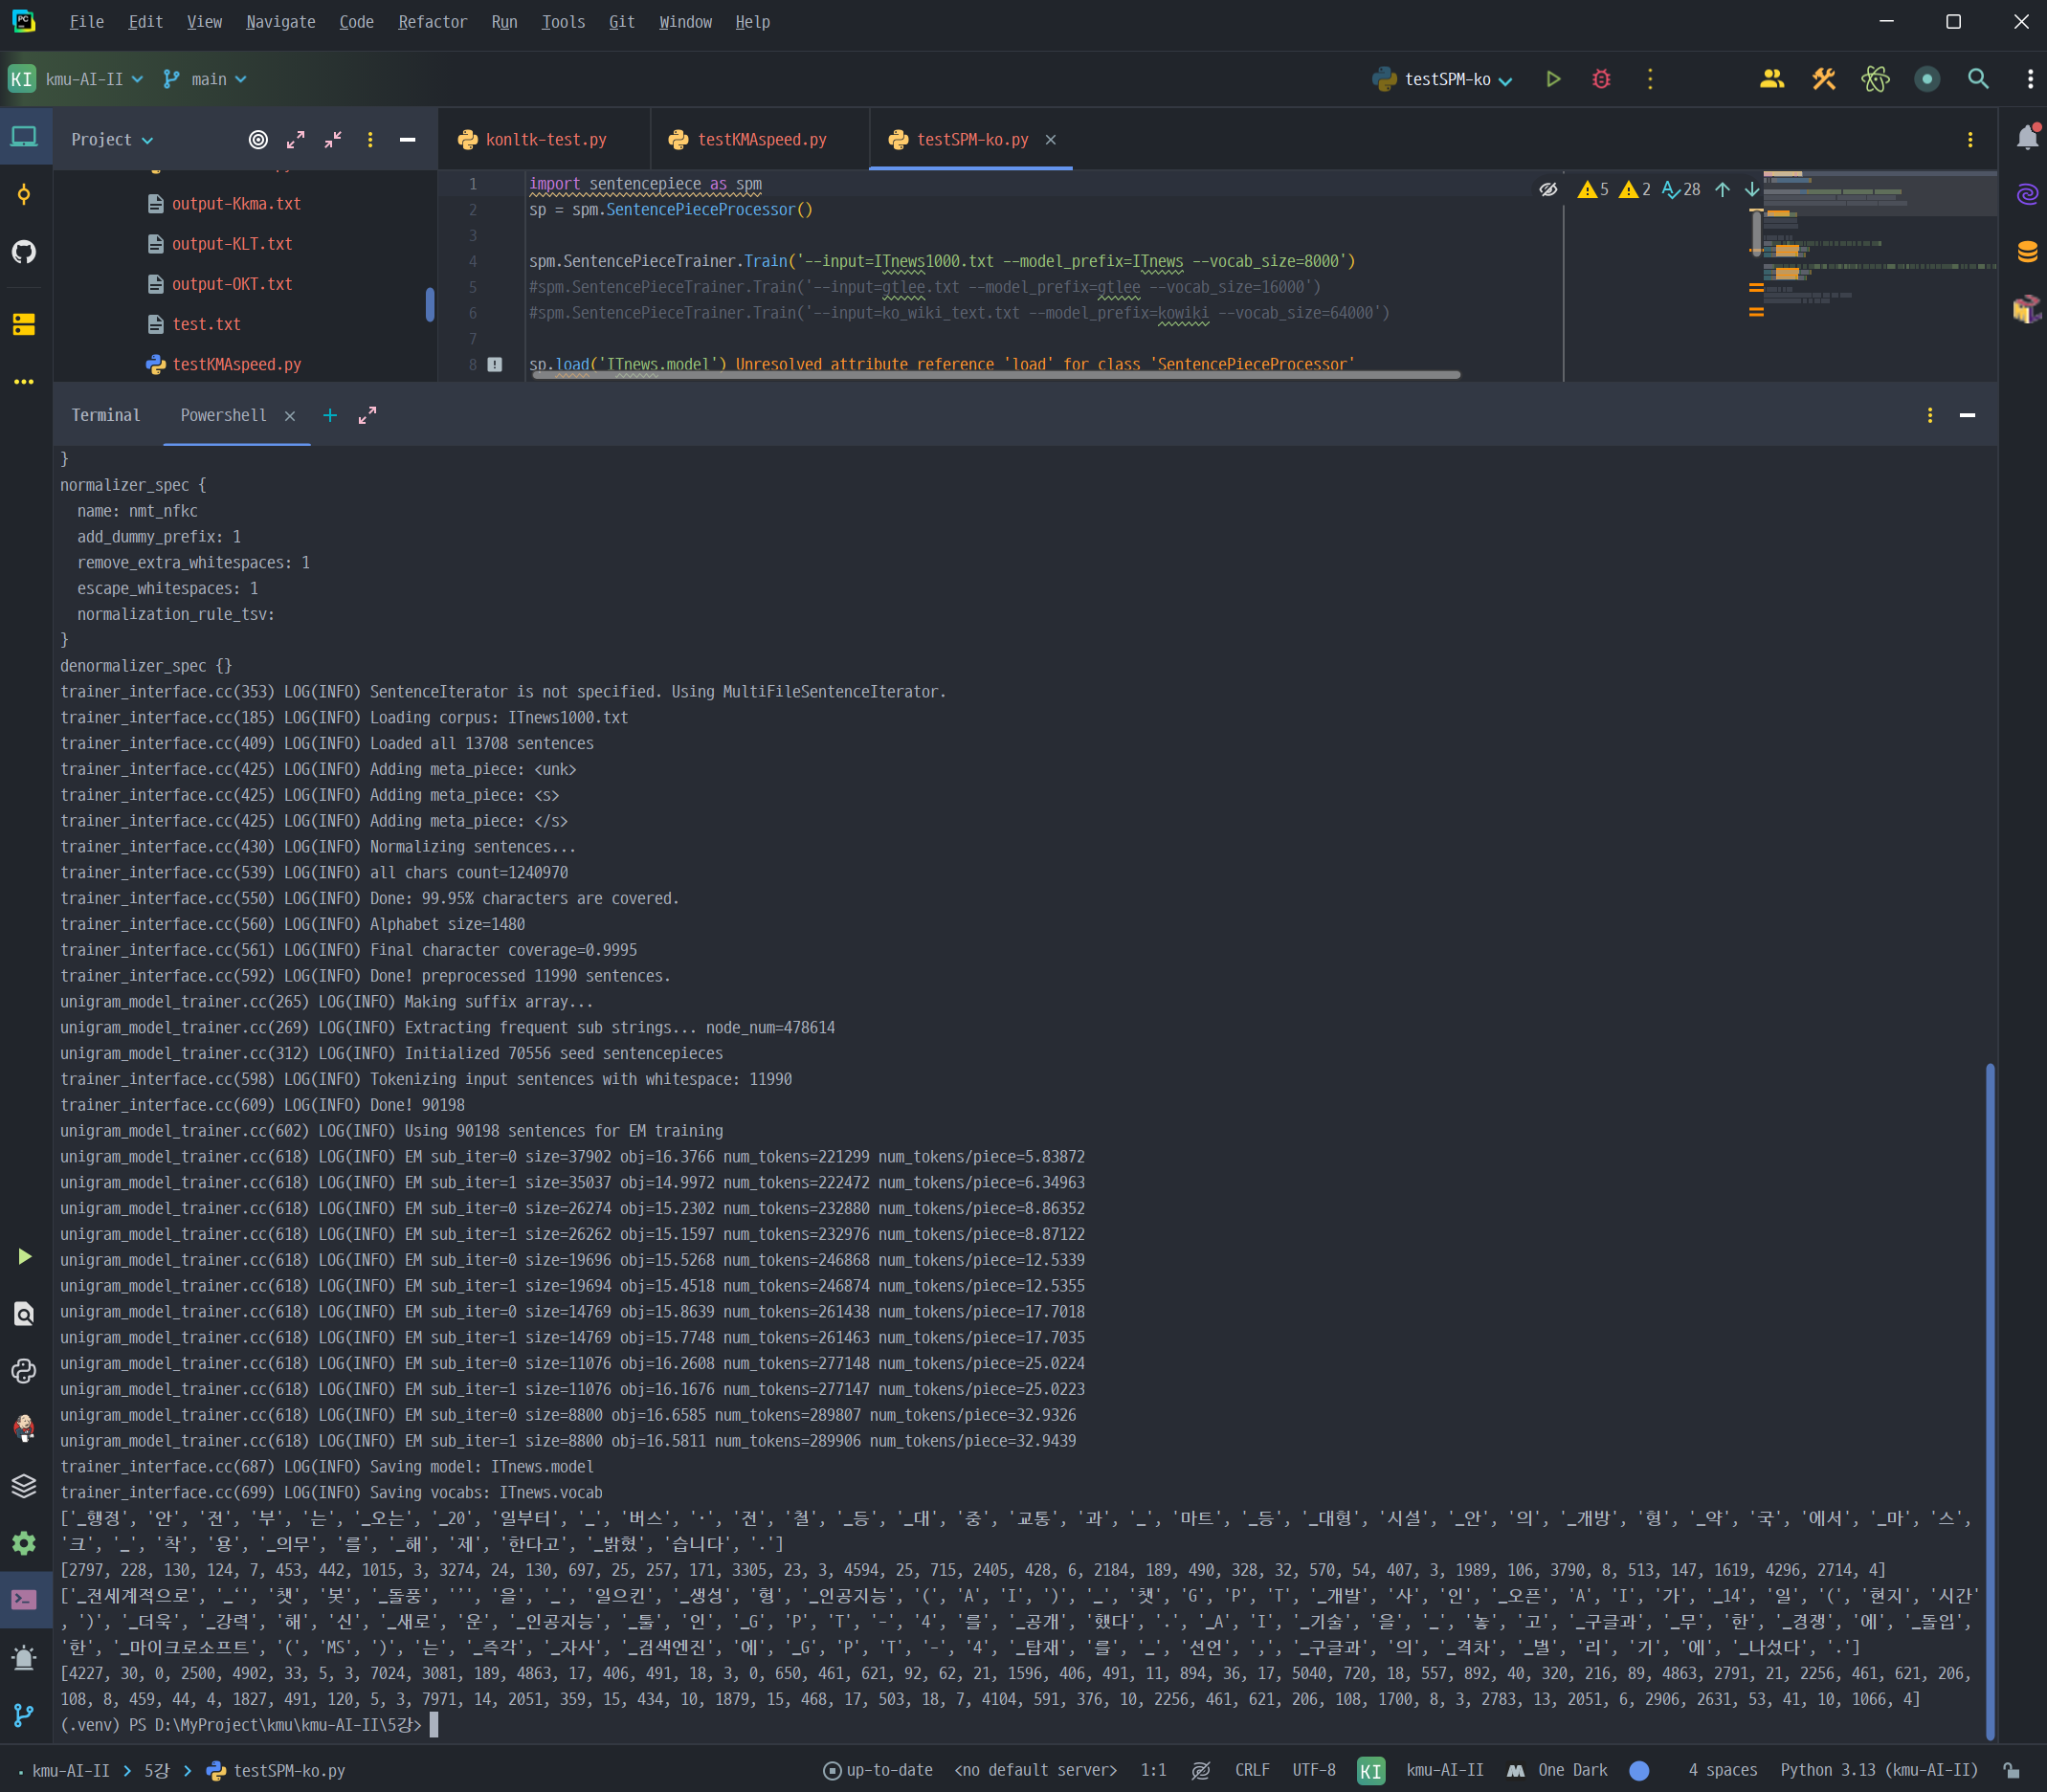 File Edit View Navigate Code Refactor Run Tools Git Window Help
KI kmu-AI-II main testSPM-ko
Project
output-Kkma.txt
output-KLT.txt
output-OKT.txt
test.txt
testKMAspeed.py
konltk-test.py testKMAspeed.py testSPM-ko.py
5 2 28
1 import sentencepiece as spm
2 sp = spm.SentencePieceProcessor()
3
4 spm.SentencePieceTrainer.Train('--input=ITnews1000.txt --model_prefix=ITnews --vocab_size=8000')
5 #spm.SentencePieceTrainer.Train('--input=gtlee.txt --model_prefix=gtlee --vocab_size=16000')
6 #spm.SentencePieceTrainer.Train('--input=ko_wiki_text.txt --model_prefix=kowiki --vocab_size=64000')
7
8 sp.load('ITnews.model') Unresolved attribute reference 'load' for class 'SentencePieceProcessor'
Terminal Powershell
}
normalizer_spec {
  name: nmt_nfkc
  add_dummy_prefix: 1
  remove_extra_whitespaces: 1
  escape_whitespaces: 1
  normalization_rule_tsv:
}
denormalizer_spec {}
trainer_interface.cc(353) LOG(INFO) SentenceIterator is not specified. Using MultiFileSentenceIterator.
trainer_interface.cc(185) LOG(INFO) Loading corpus: ITnews1000.txt
trainer_interface.cc(409) LOG(INFO) Loaded all 13708 sentences
trainer_interface.cc(425) LOG(INFO) Adding meta_piece: <unk>
trainer_interface.cc(425) LOG(INFO) Adding meta_piece: <s>
trainer_interface.cc(425) LOG(INFO) Adding meta_piece: </s>
trainer_interface.cc(430) LOG(INFO) Normalizing sentences...
trainer_interface.cc(539) LOG(INFO) all chars count=1240970
trainer_interface.cc(550) LOG(INFO) Done: 99.95% characters are covered.
trainer_interface.cc(560) LOG(INFO) Alphabet size=1480
trainer_interface.cc(561) LOG(INFO) Final character coverage=0.9995
trainer_interface.cc(592) LOG(INFO) Done! preprocessed 11990 sentences.
unigram_model_trainer.cc(265) LOG(INFO) Making suffix array...
unigram_model_trainer.cc(269) LOG(INFO) Extracting frequent sub strings... node_num=478614
unigram_model_trainer.cc(312) LOG(INFO) Initialized 70556 seed sentencepieces
trainer_interface.cc(598) LOG(INFO) Tokenizing input sentences with whitespace: 11990
trainer_interface.cc(609) LOG(INFO) Done! 90198
unigram_model_trainer.cc(602) LOG(INFO) Using 90198 sentences for EM training
unigram_model_trainer.cc(618) LOG(INFO) EM sub_iter=0 size=37902 obj=16.3766 num_tokens=221299 num_tokens/piece=5.83872
unigram_model_trainer.cc(618) LOG(INFO) EM sub_iter=1 size=35037 obj=14.9972 num_tokens=222472 num_tokens/piece=6.34963
unigram_model_trainer.cc(618) LOG(INFO) EM sub_iter=0 size=26274 obj=15.2302 num_tokens=232880 num_tokens/piece=8.86352
unigram_model_trainer.cc(618) LOG(INFO) EM sub_iter=1 size=26262 obj=15.1597 num_tokens=232976 num_tokens/piece=8.87122
unigram_model_trainer.cc(618) LOG(INFO) EM sub_iter=0 size=19696 obj=15.5268 num_tokens=246868 num_tokens/piece=12.5339
unigram_model_trainer.cc(618) LOG(INFO) EM sub_iter=1 size=19694 obj=15.4518 num_tokens=246874 num_tokens/piece=12.5355
unigram_model_trainer.cc(618) LOG(INFO) EM sub_iter=0 size=14769 obj=15.8639 num_tokens=261438 num_tokens/piece=17.7018
unigram_model_trainer.cc(618) LOG(INFO) EM sub_iter=1 size=14769 obj=15.7748 num_tokens=261463 num_tokens/piece=17.7035
unigram_model_trainer.cc(618) LOG(INFO) EM sub_iter=0 size=11076 obj=16.2608 num_tokens=277148 num_tokens/piece=25.0224
unigram_model_trainer.cc(618) LOG(INFO) EM sub_iter=1 size=11076 obj=16.1676 num_tokens=277147 num_tokens/piece=25.0223
unigram_model_trainer.cc(618) LOG(INFO) EM sub_iter=0 size=8800 obj=16.6585 num_tokens=289807 num_tokens/piece=32.9326
unigram_model_trainer.cc(618) LOG(INFO) EM sub_iter=1 size=8800 obj=16.5811 num_tokens=289906 num_tokens/piece=32.9439
trainer_interface.cc(687) LOG(INFO) Saving model: ITnews.model
trainer_interface.cc(699) LOG(INFO) Saving vocabs: ITnews.vocab
['▁행정', '안', '전', '부', '는', '▁오는', '▁20', '일부터', '▁', '버스', '·', '전', '철', '▁등', '▁대', '중', '교통', '과', '▁', '마트', '▁등', '▁대형', '시설', '▁안', '의', '▁개방', '형', '▁약', '국', '에서', '▁마', '스',
'크', '▁', '착', '용', '▁의무', '를', '▁해', '제', '한다고', '▁밝혔', '습니다', '.']
[2797, 228, 130, 124, 7, 453, 442, 1015, 3, 3274, 24, 130, 697, 25, 257, 171, 3305, 23, 3, 4594, 25, 715, 2405, 428, 6, 2184, 189, 490, 328, 32, 570, 54, 407, 3, 1989, 106, 3790, 8, 513, 147, 1619, 4296, 2714, 4]
['▁전세계적으로', '▁‘', '챗', '봇', '▁돌풍', '’', '을', '▁', '일으킨', '▁생성', '형', '▁인공지능', '(', 'A', 'I', ')', '▁', '챗', 'G', 'P', 'T', '▁개발', '사', '인', '▁오픈', 'A', 'I', '가', '▁14', '일', '(', '현지', '시간'
, ')', '▁더욱', '▁강력', '해', '신', '▁새로', '운', '▁인공지능', '▁툴', '인', '▁G', 'P', 'T', '-', '4', '를', '▁공개', '했다', '.', '▁A', 'I', '▁기술', '을', '▁', '놓', '고', '▁구글과', '▁무', '한', '▁경쟁', '에', '▁돌입',
'한', '▁마이크로소프트', '(', 'MS', ')', '는', '▁즉각', '▁자사', '▁검색엔진', '에', '▁G', 'P', 'T', '-', '4', '▁탑재', '를', '▁', '선언', ',', '▁구글과', '의', '▁격차', '▁벌', '리', '기', '에', '▁나섰다', '.']
[4227, 30, 0, 2500, 4902, 33, 5, 3, 7024, 3081, 189, 4863, 17, 406, 491, 18, 3, 0, 650, 461, 621, 92, 62, 21, 1596, 406, 491, 11, 894, 36, 17, 5040, 720, 18, 557, 892, 40, 320, 216, 89, 4863, 2791, 21, 2256, 461, 621, 206,
108, 8, 459, 44, 4, 1827, 491, 120, 5, 3, 7971, 14, 2051, 359, 15, 434, 10, 1879, 15, 468, 17, 503, 18, 7, 4104, 591, 376, 10, 2256, 461, 621, 206, 108, 1700, 8, 3, 2783, 13, 2051, 6, 2906, 2631, 53, 41, 10, 1066, 4]
(.venv) PS D:\MyProject\kmu\kmu-AI-II\5강>
kmu-AI-II > 5강 > testSPM-ko.py up-to-date <no default server> 1:1 CRLF UTF-8 KI kmu-AI-II One Dark 4 spaces Python 3.13 (kmu-AI-II)